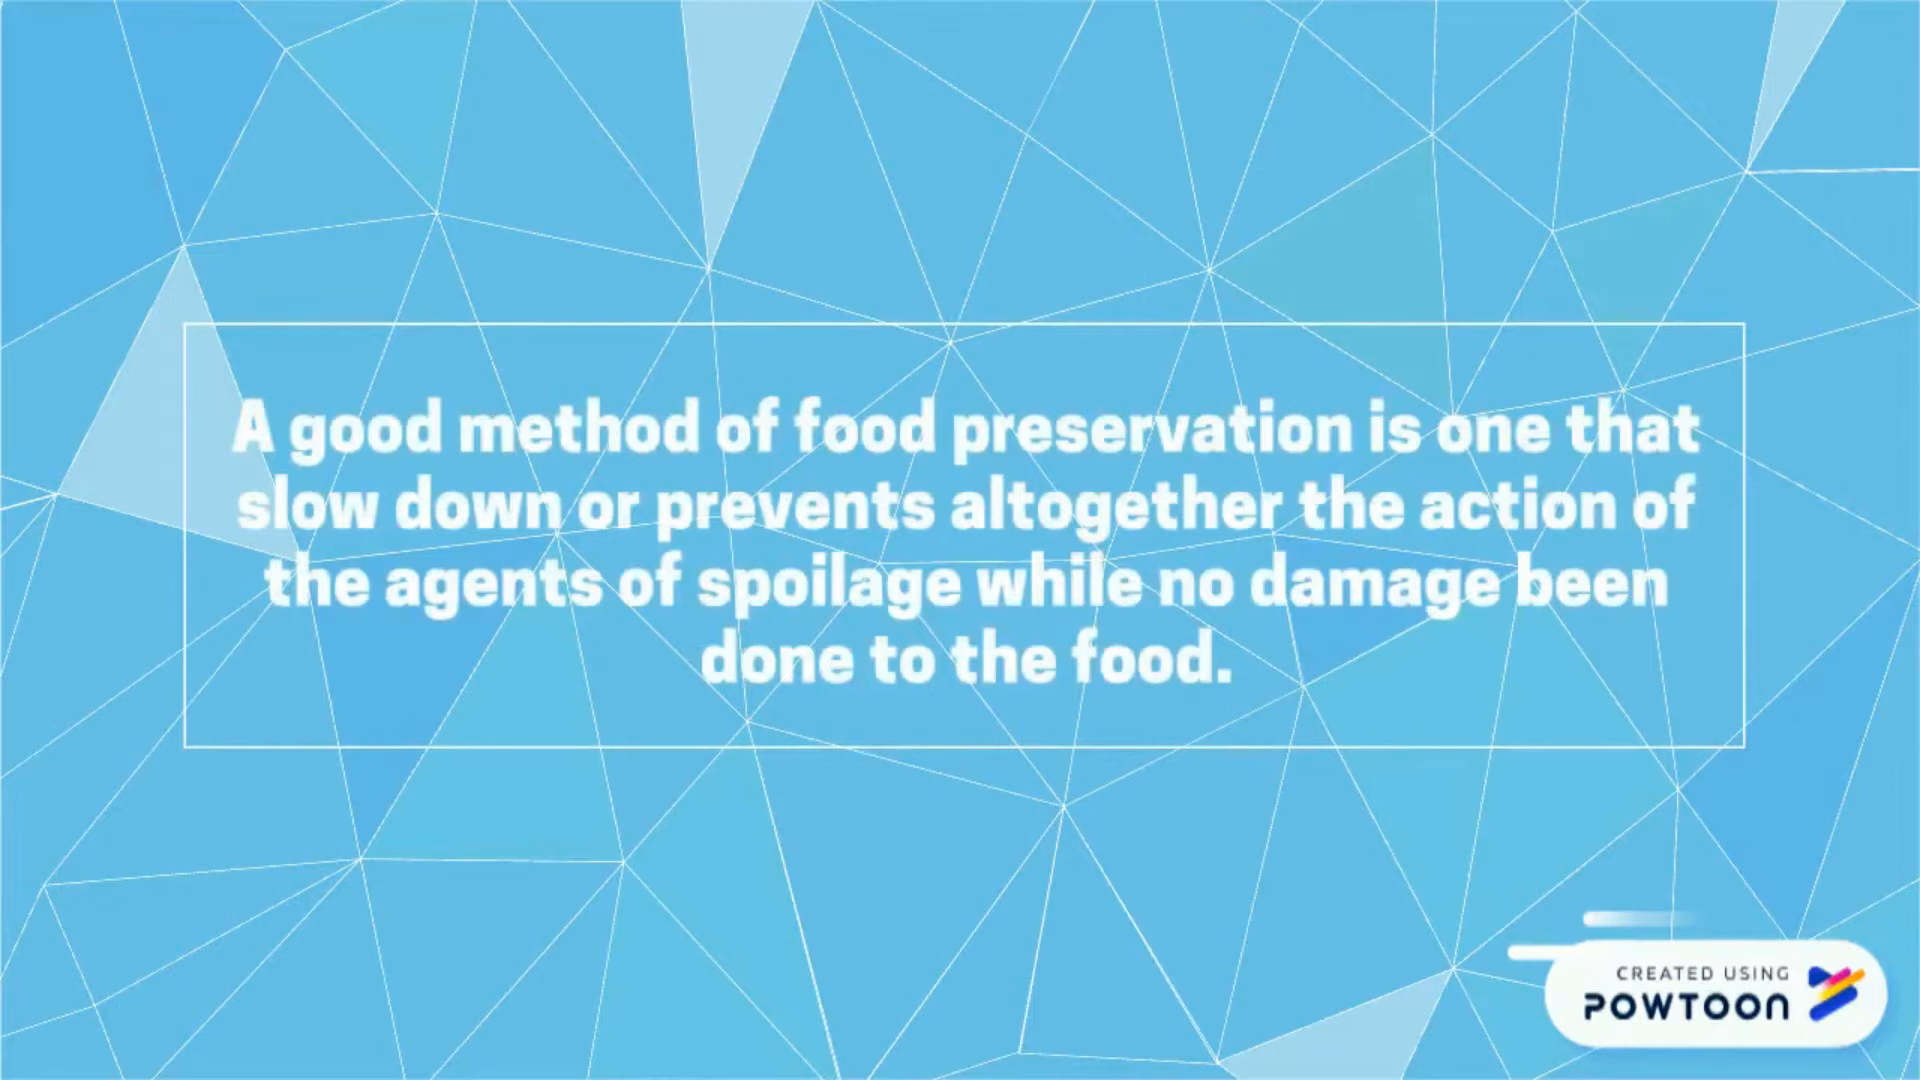 A good method of food preservation is one that
slow down or prevents altogether the action of
the agents of spoilage while no damage been
done to the food.
CREATED USING
POWTOON